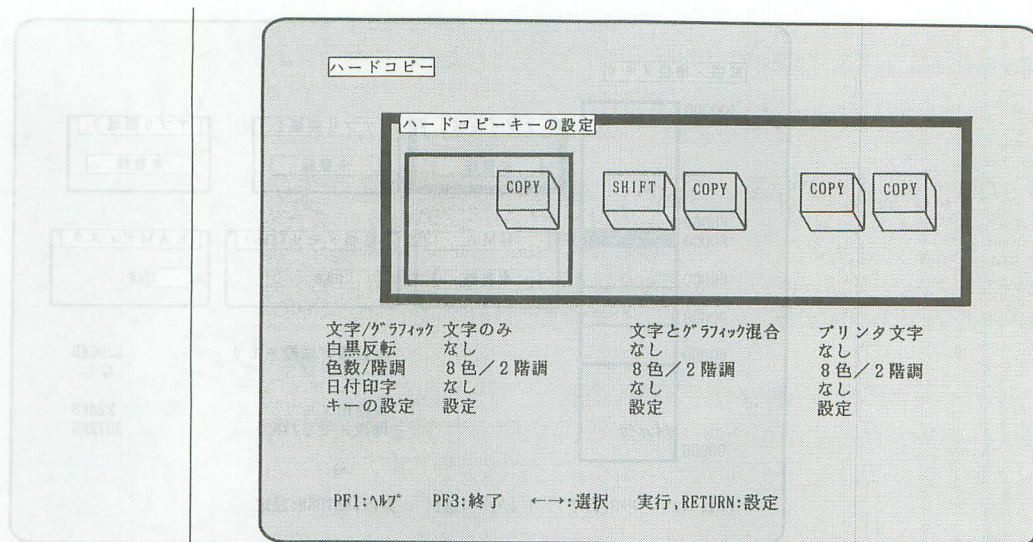 ハードコピー
ハードコピーキーの設定
COPY SHIFT COPY COPY COPY
文字/グラフィック 文字のみ 文字とグラフィック混合 プリンタ文字
白黒反転 なし なし なし
色数/階調 8色/2階調 8色/2階調 8色/2階調
日付印字 なし なし なし
キーの設定 設定 設定 設定
PF1:ヘルプ PF3:終了 ←→:選択 実行,RETURN:設定